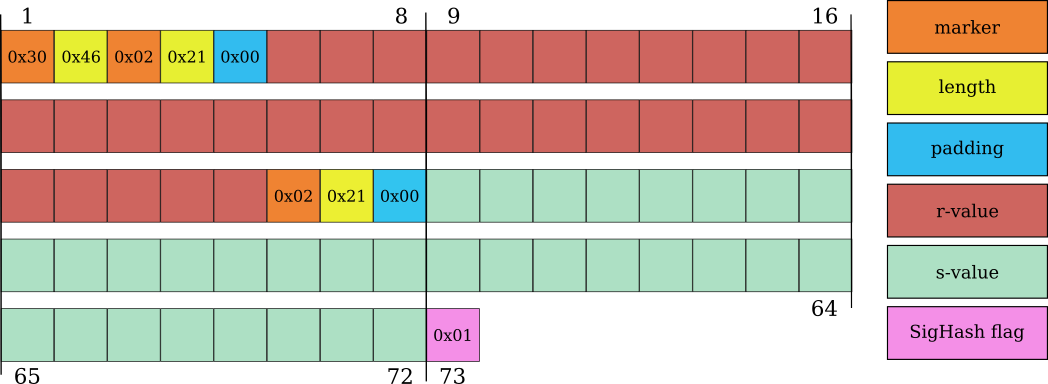 1 8 9 16
0x30 0x46 0x02 0x21 0x00
0x02 0x21 0x00
64
0x01
65 72 73
marker
length
padding
r-value
s-value
SigHash flag